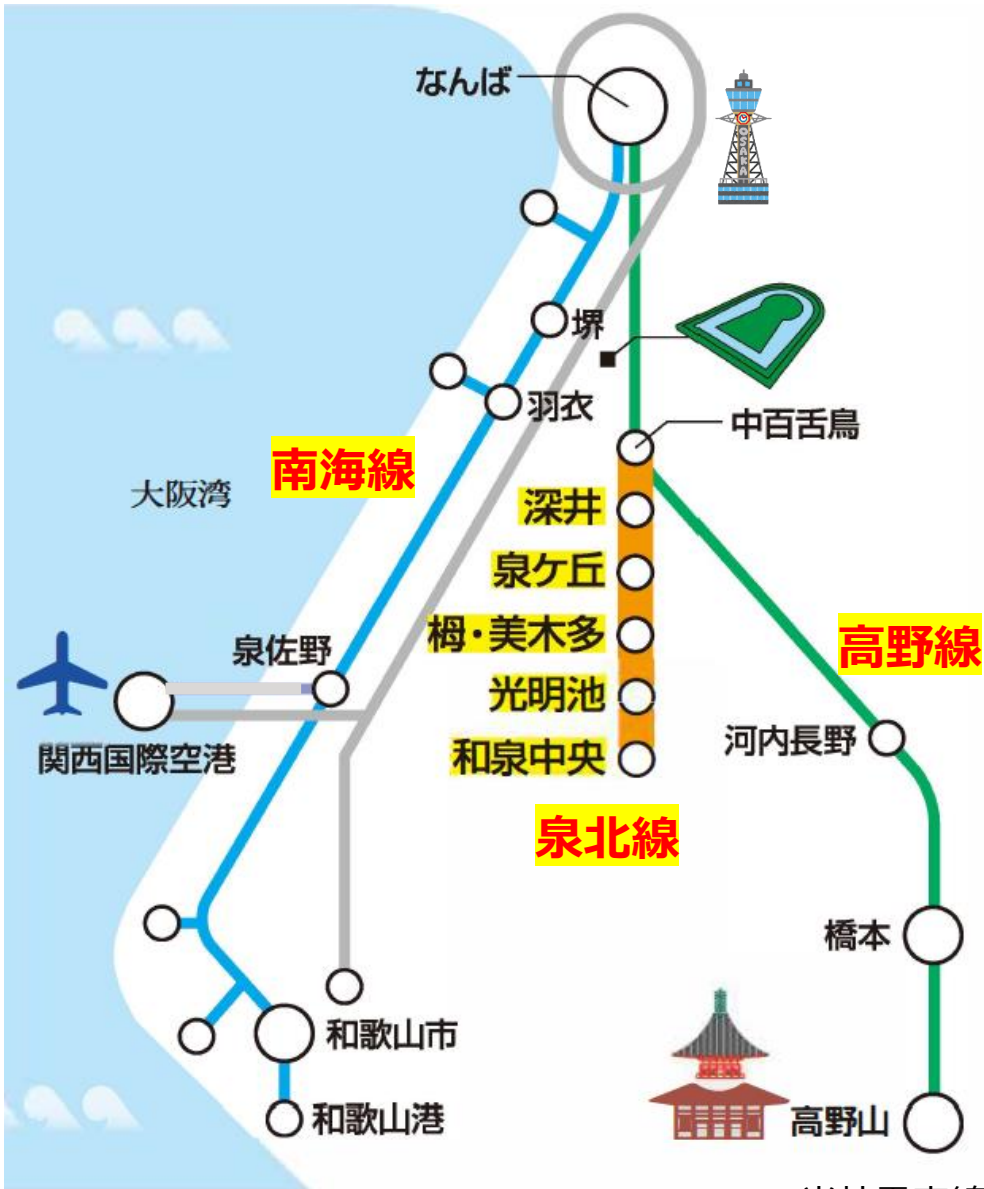 なんば
OSAKA
堺
羽衣
中百舌鳥
南海線
大阪湾
深井
泉ケ丘
栂・美木多
高野線
泉佐野
光明池
関西国際空港
和泉中央
河内長野
泉北線
橋本
和歌山市
高野山
和歌山港